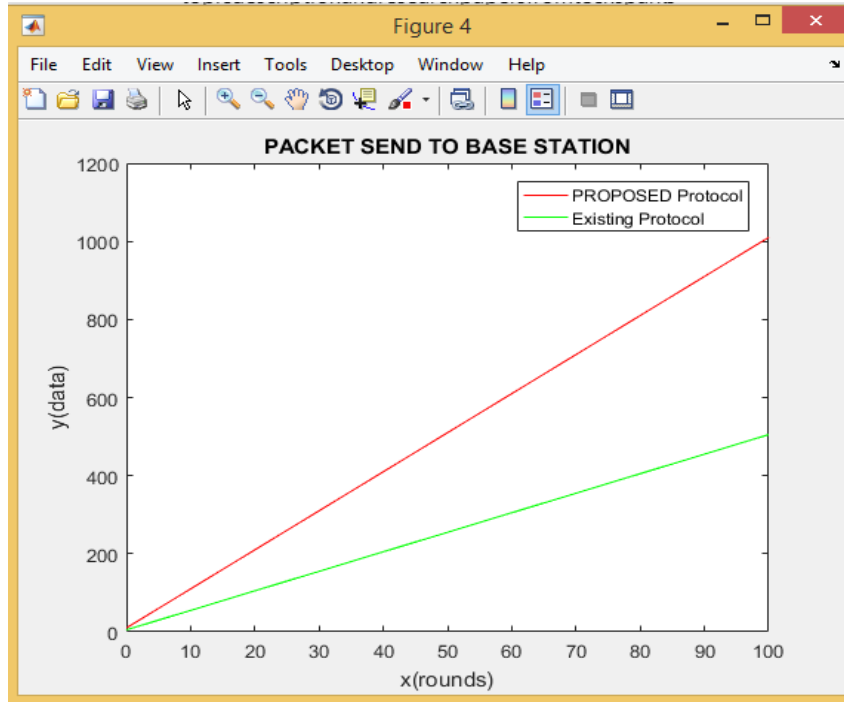 Figure 4
File Edit View Insert Tools Desktop Window Help
PACKET SEND TO BASE STATION
PROPOSED Protocol
Existing Protocol
1200
1000
800
600
400
200
0
y(data)
0 10 20 30 40 50 60 70 80 90 100
x(rounds)